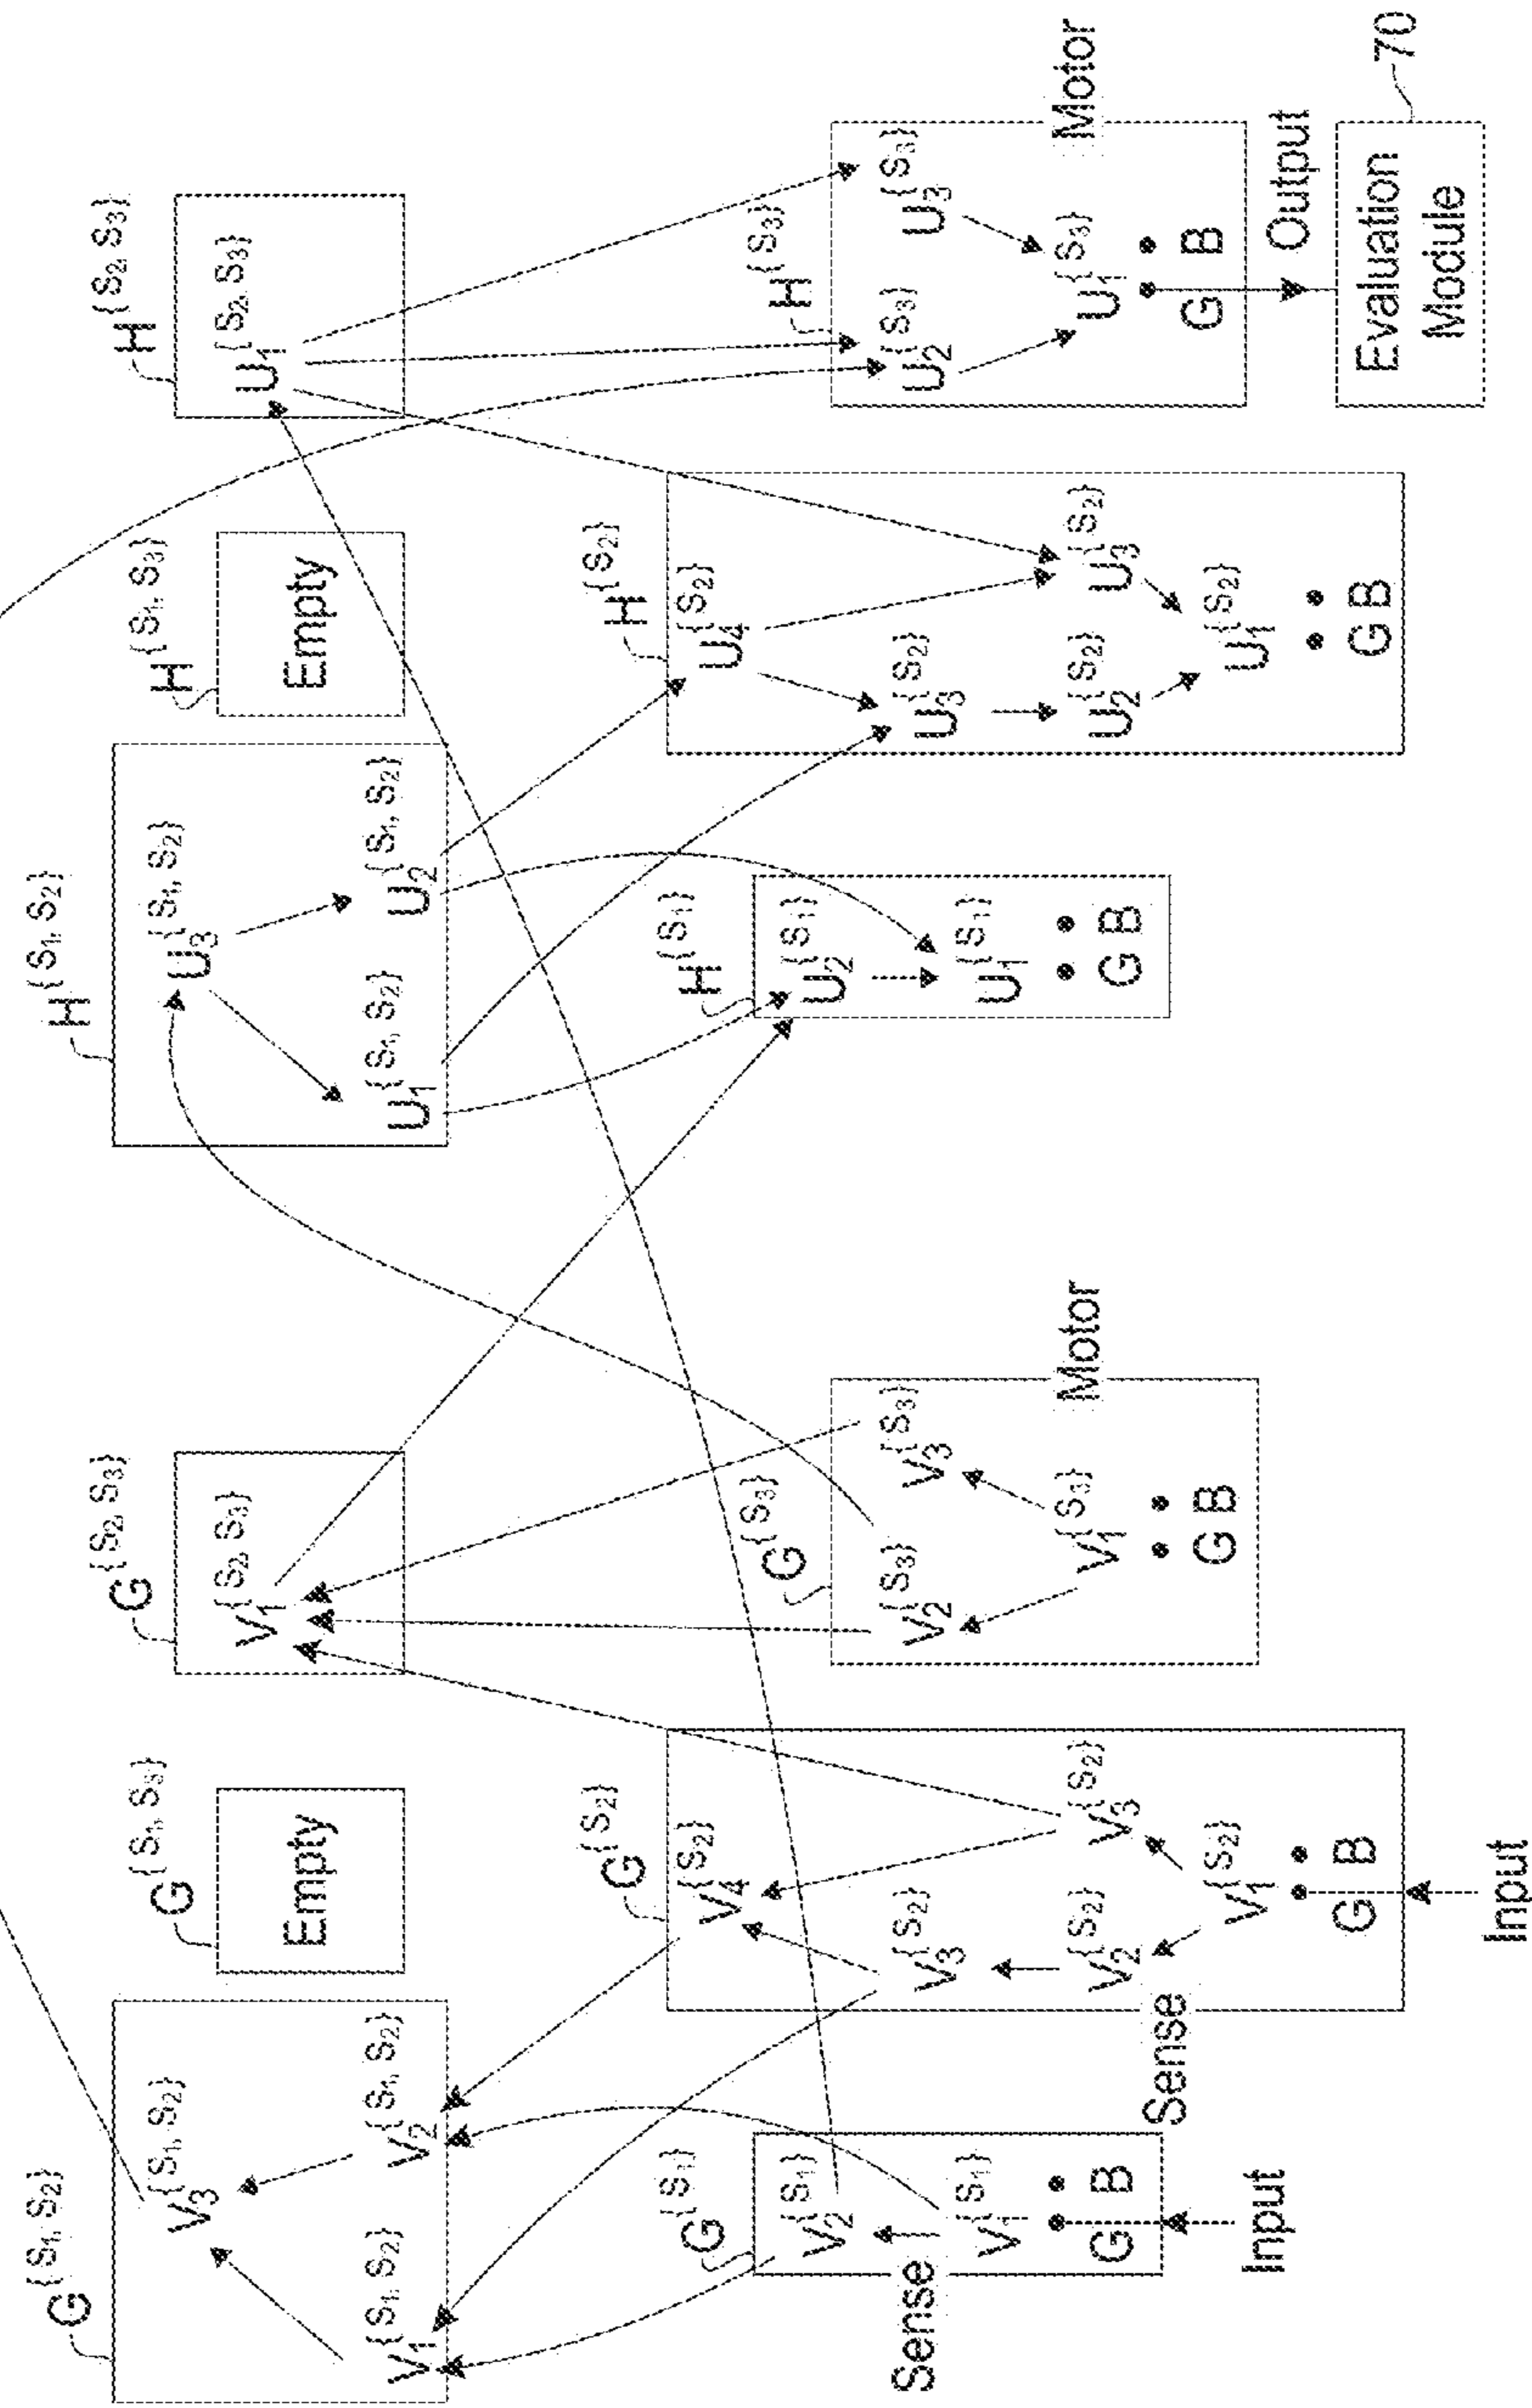 G{S1, S2}
V3{S1, S2}
V1{S1, S2}
V2{S1, S2}
G{S1, S3}
Empty
G{S2, S3}
V1{S2, S3}
H{S1, S2}
U3{S1, S2}
U1{S1, S2}
U2{S1, S2}
H{S1, S3}
Empty
H{S2, S3}
U1{S2, S3}
G{S1}
V2{S1}
Sense
V1{S1}
G B
Input
G{S2}
V4{S2}
V3{S2}
V2{S2}
V3{S2}
Sense
V1{S2}
G B
Input
G{S3}
V2{S3}
V3{S3}
V1{S3}
Motor
G B
H{S1}
U2{S1}
U1{S1}
G B
H{S2}
U4{S2}
U3{S2}
U2{S2}
U3{S2}
U1{S2}
G B
H{S3}
U2{S3}
U3{S3}
U1{S3}
Motor
G B
Output
Evaluation
Module
70